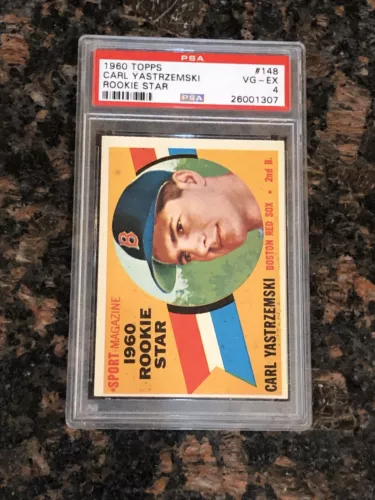 PSA
1960 TOPPS #148
CARL YASTRZEMSKI VG-EX
ROOKIE STAR 4
PSA 26001307
B
SPORT MAGAZINE
1960
ROOKIE
STAR
CARL YASTRZEMSKI
BOSTON RED SOX • 2nd B.